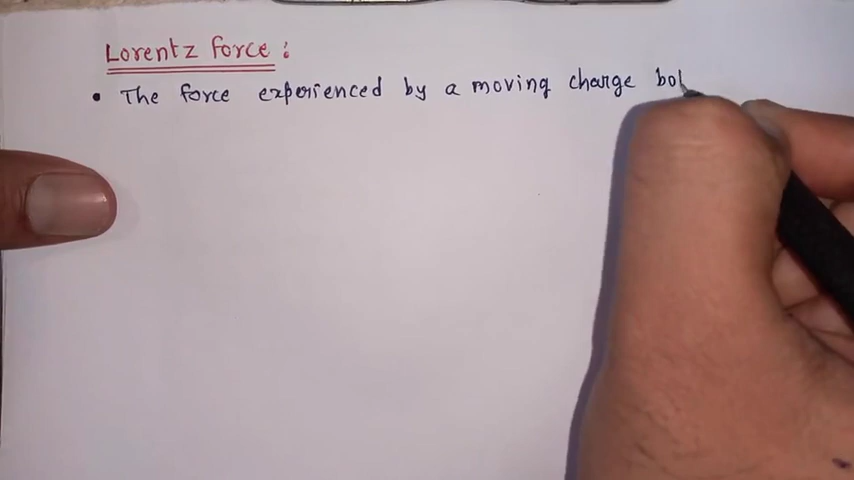 Lorentz force :
• The force experienced by a moving charge